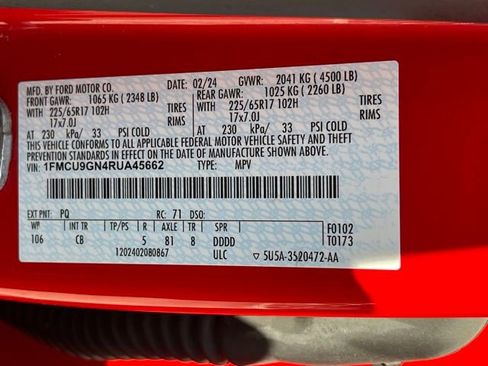 MFD. BY FORD MOTOR CO. DATE: 02/24 GVWR: 2041 KG ( 4500 LB)
FRONT GAWR: 1065 KG ( 2348 LB) REAR GAWR: 1025 KG ( 2260 LB)
WITH 225/65R17 102H TIRES WITH 225/65R17 102H TIRES
17x7.0J RIMS 17x7.0J RIMS
AT 230 kPa/ 33 PSI COLD AT 230 kPa/ 33 PSI COLD
THIS VEHICLE CONFORMS TO ALL APPLICABLE FEDERAL MOTOR VEHICLE SAFETY AND THEFT
PREVENTION STANDARDS IN EFFECT ON THE DATE OF MANUFACTURE SHOWN ABOVE.
VIN: 1FMCU9GN4RUA45662 TYPE: MPV
EXT PNT: PQ RC: 71 DSO:
WB INT TR TP/PS R AXLE TR SPR F0102
106 CB 5 81 8 DDDD T0173
1202402080867 ULC ▽ 5U5A-3520472-AA